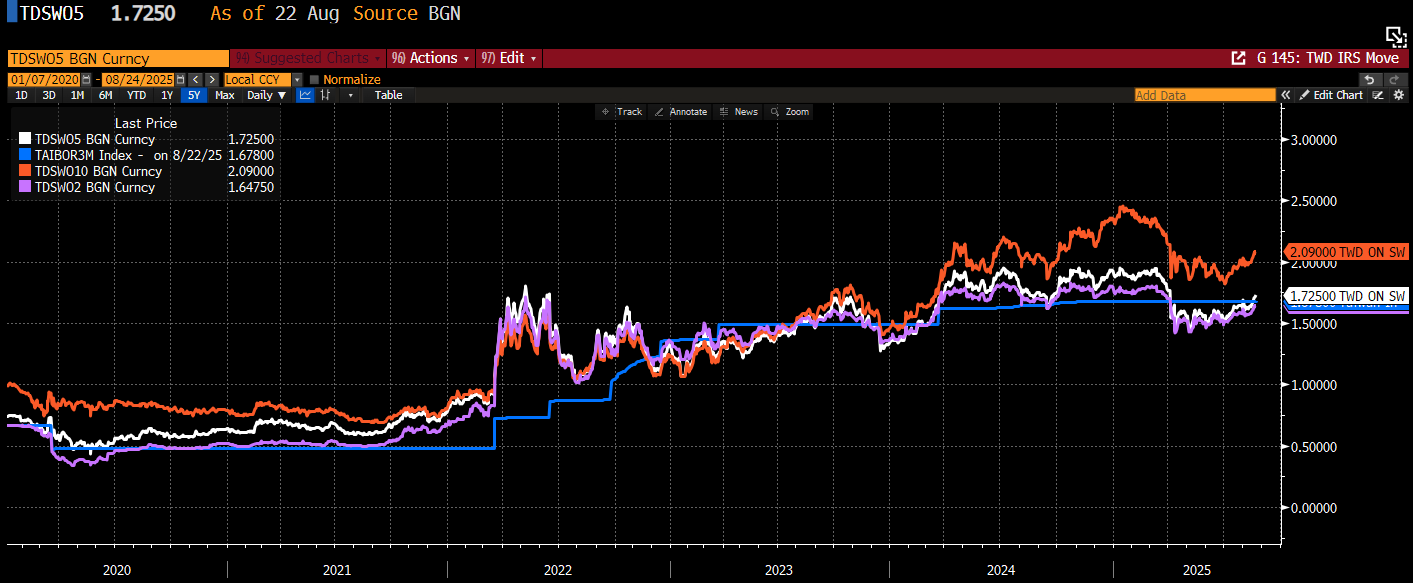 TDSWO5 1.7250 As of 22 Aug Source BGN
TDSWO5 BGN Curncy 96) Suggested Charts 96) Actions 97) Edit G 145: TWD IRS Move
01/07/2020 - 08/24/2025 < > Local CCY Normalize
1D 3D 1M 6M YTD 1Y 5Y Max Daily ▼ Table Add Data « Edit Chart
Track Annotate News Zoom
Last Price
TDSWO5 BGN Curncy 1.72500
TAIBOR3M Index - on 8/22/25 1.67800
TDSWO10 BGN Curncy 2.09000
TDSWO2 BGN Curncy 1.64750
3.00000
2.50000
2.09000 TWD ON SW
2.00000
1.72500 TWD ON SW
1.50000
1.00000
0.50000
0.00000
2020 2021 2022 2023 2024 2025